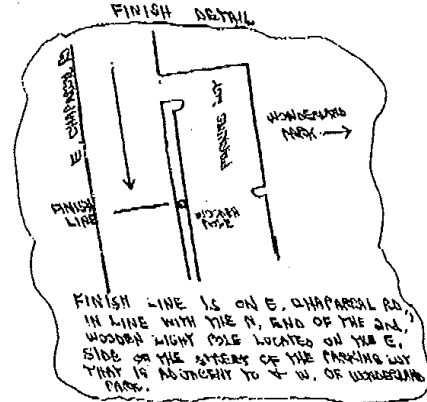 FINISH DETAIL
E. CHAPARRAL RD.
PARKING LOT
WONDERLAND
PARK →
FINISH
LINE
WOODEN
POLE
FINISH LINE IS ON E. CHAPARRAL RD.,
IN LINE WITH THE N. END OF THE 2ND,
WOODEN LIGHT POLE LOCATED ON THE E.
SIDE OF THE STREET OF THE PARKING LOT
THAT IS ADJACENT TO & W. OF WONDERLAND
PARK.